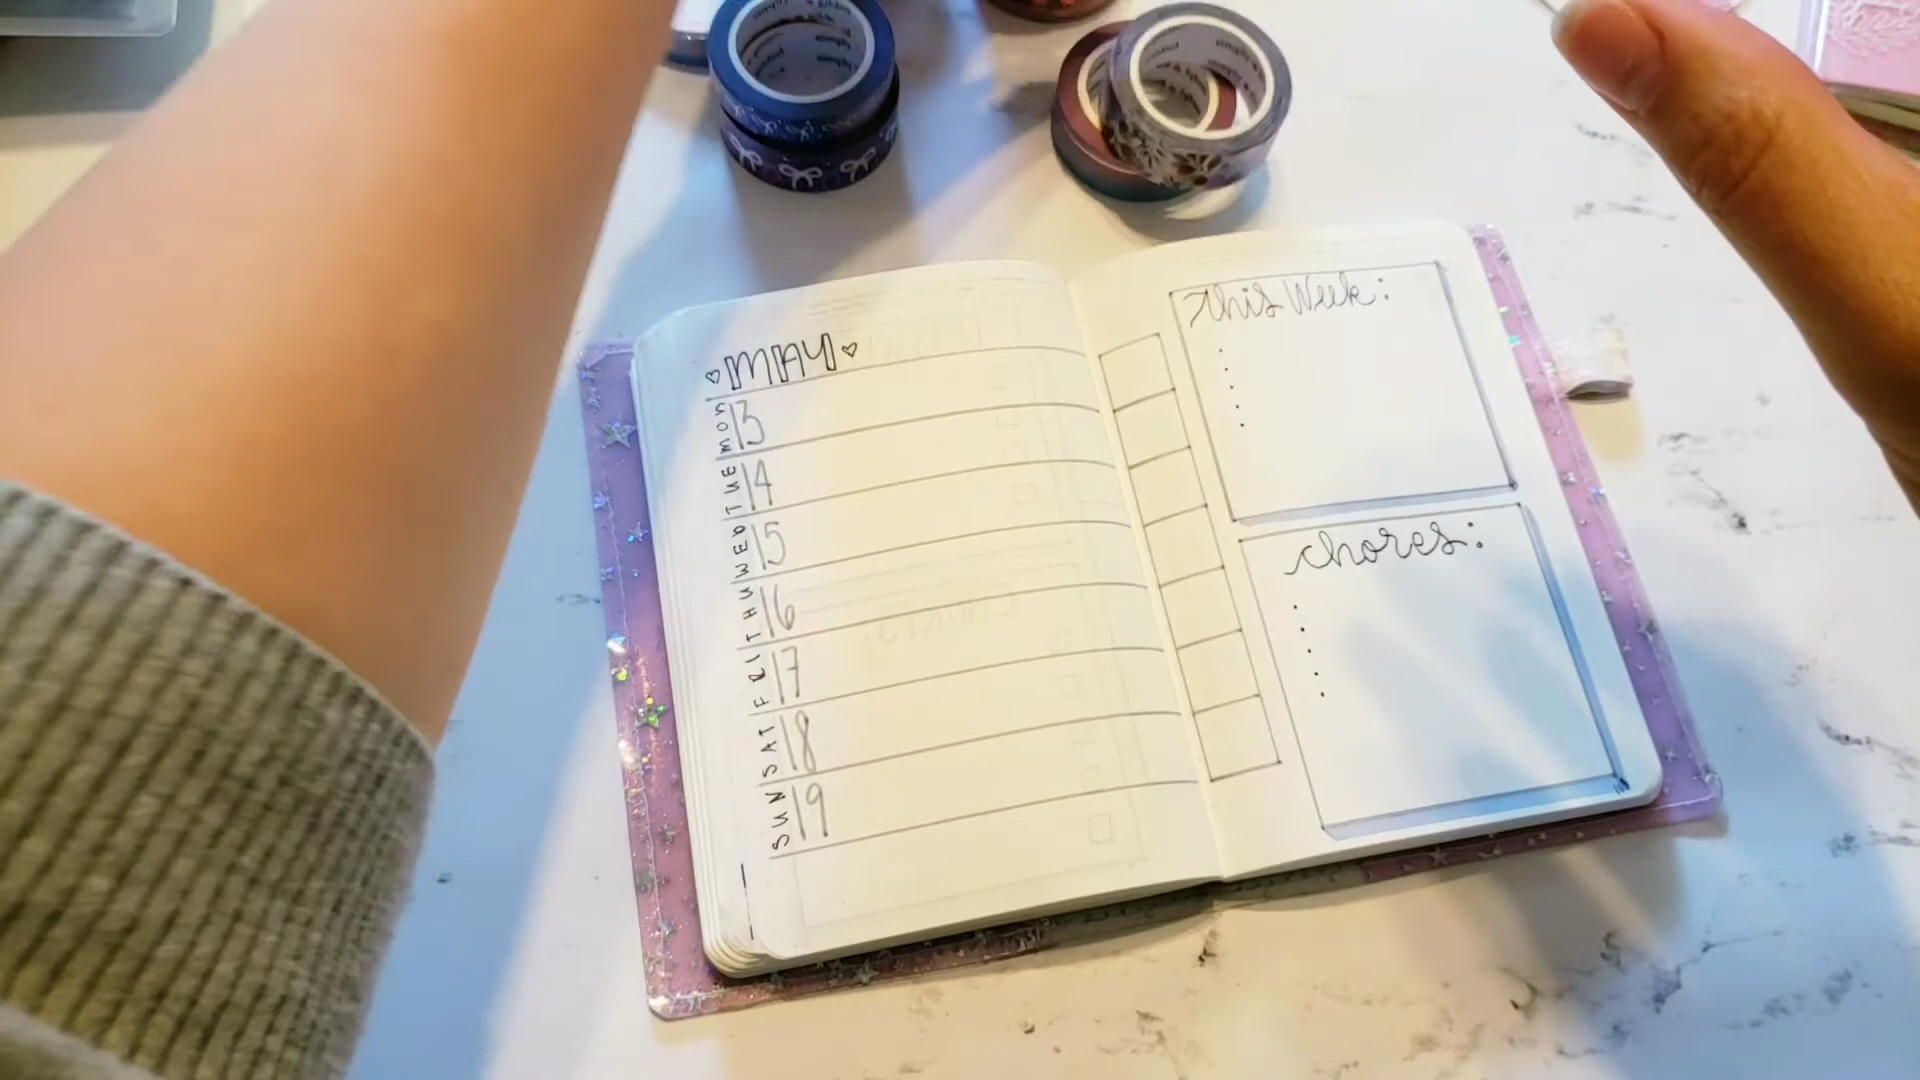 ♡ MAY ♡
MON 13
TUE 14
WED 15
THU 16
FRI 17
SAT 18
SUN 19
This Week:
chores: